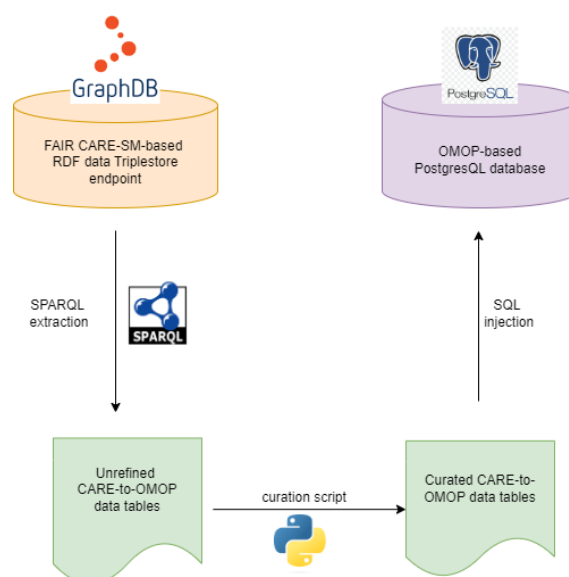 GraphDB
PostgreSQL
FAIR CARE-SM-based
RDF data Triplestore
endpoint
OMOP-based
PostgresQL database
SPARQL
extraction
SPARQL
SQL
injection
Unrefined
CARE-to-OMOP
data tables
curation script
Curated CARE-to-
OMOP data tables